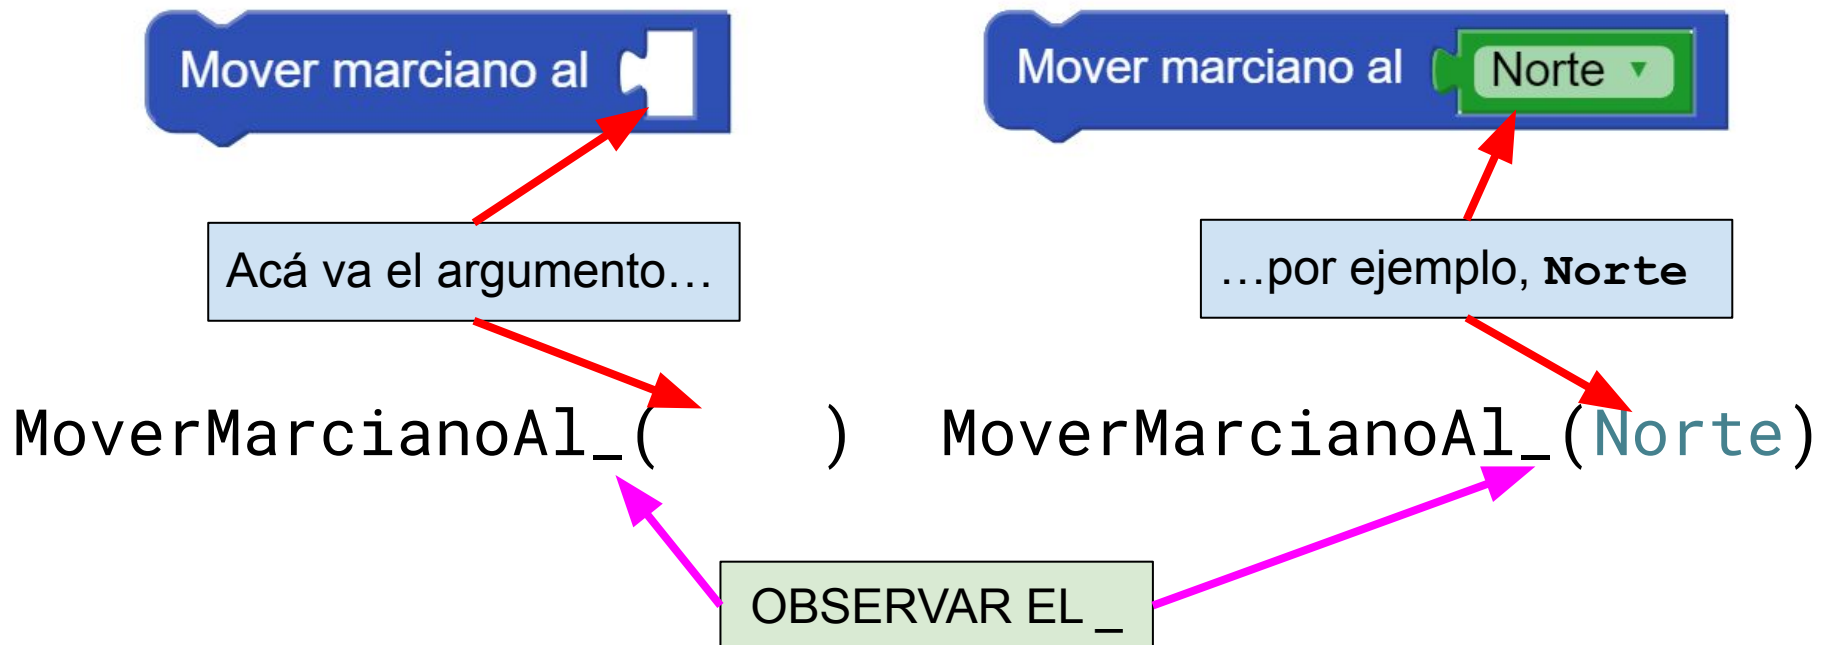 Mover marciano al
Mover marciano al Norte
Acá va el argumento…
…por ejemplo, Norte
MoverMarcianoAl_( )
MoverMarcianoAl_(Norte)
OBSERVAR EL _